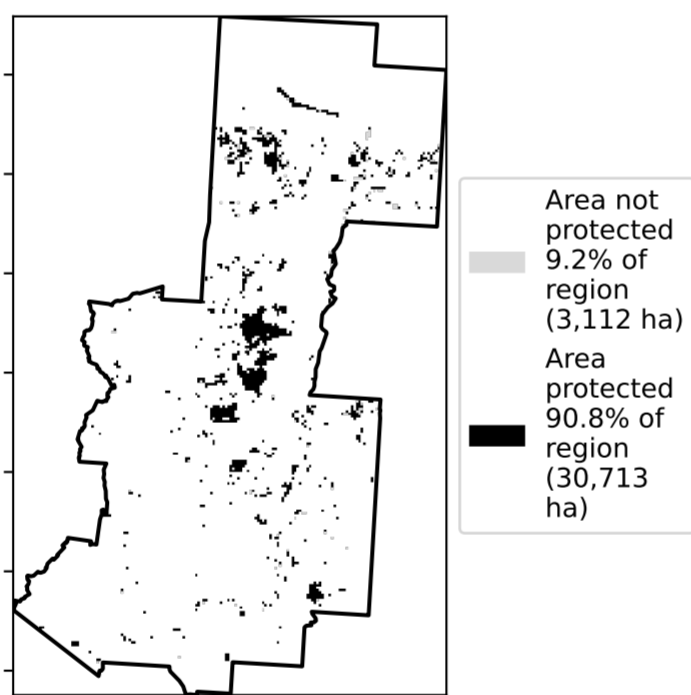 Area not
protected
9.2% of
region
(3,112 ha)
Area
protected
90.8% of
region
(30,713
ha)